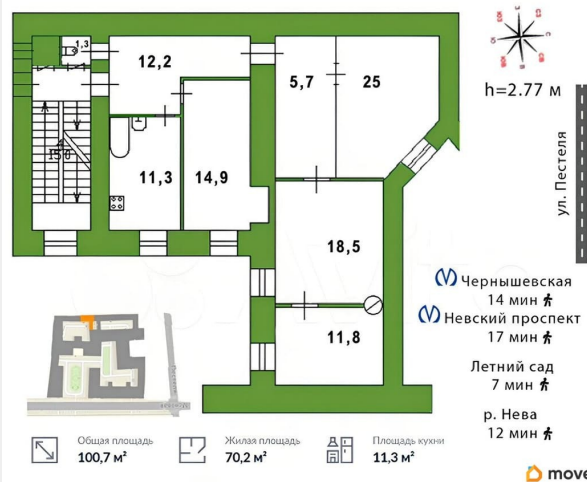 1,3
12,2
5,7
25
h=2.77 м
11,3
14,9
ул. Пестеля
18,5
11,8
Чернышевская
14 мин
Невский проспект
17 мин
Летний сад
7 мин
р. Нева
12 мин
Общая площадь
100,7 м²
Жилая площадь
70,2 м²
Площадь кухни
11,3 м²
move